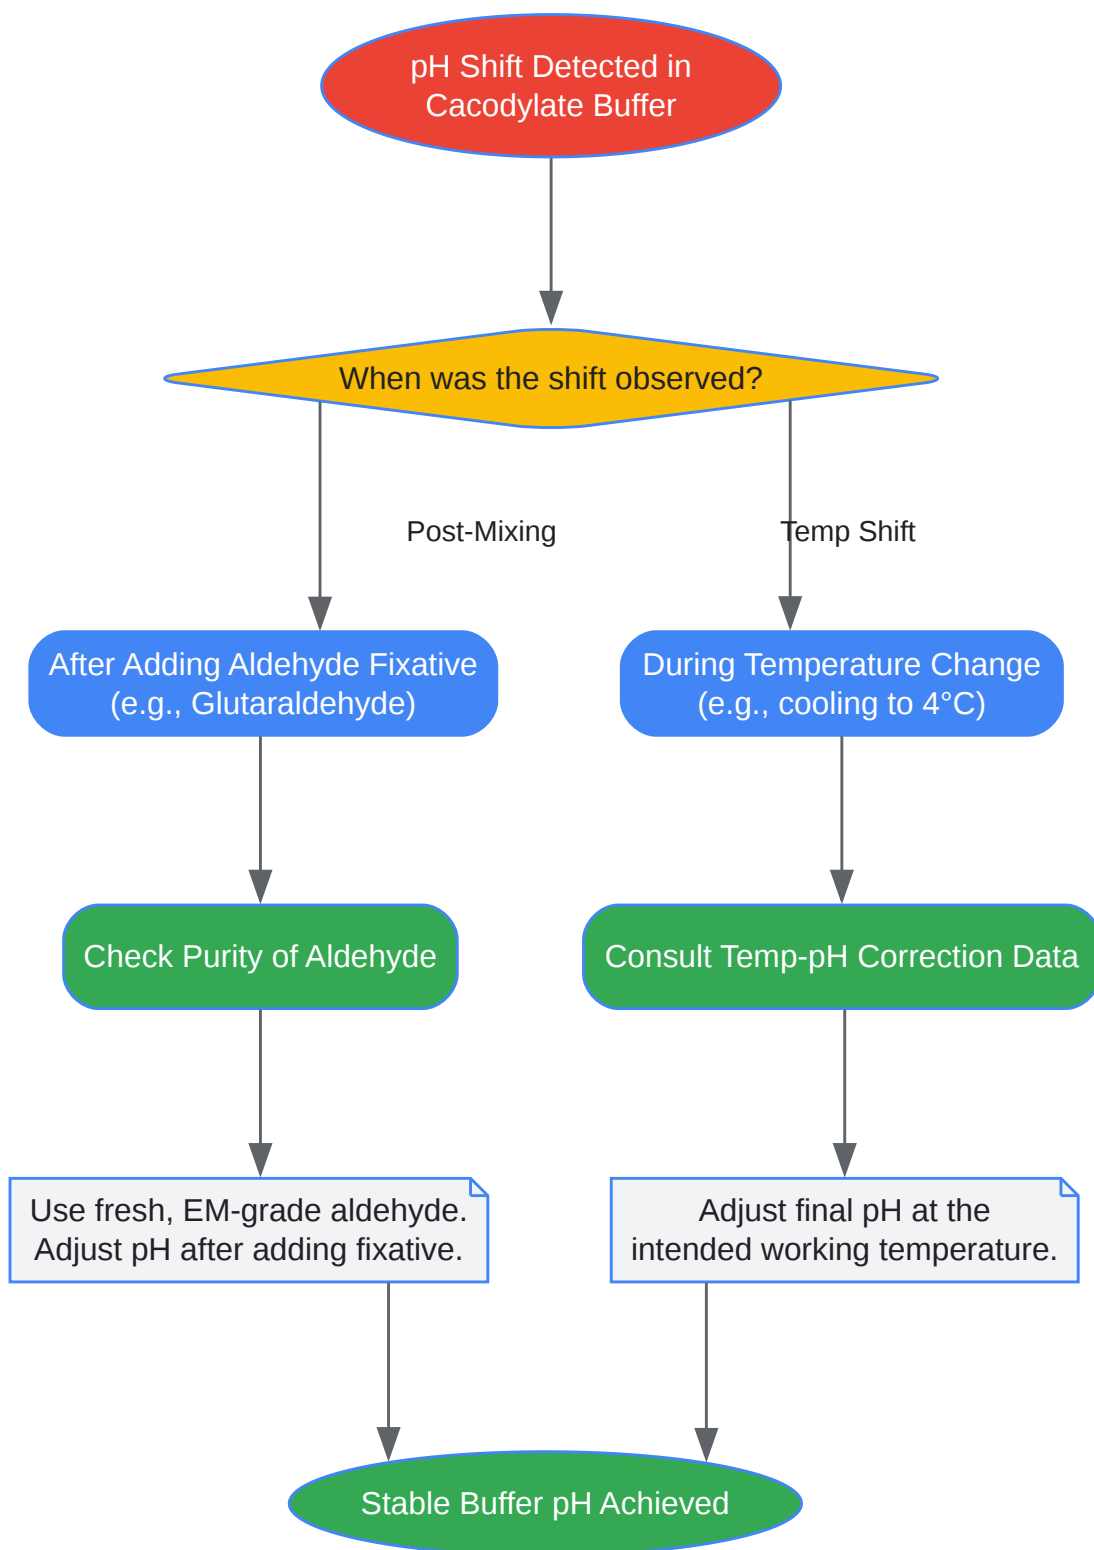 pH Shift Detected in
Cacodylate Buffer
When was the shift observed?
Post-Mixing
Temp Shift
After Adding Aldehyde Fixative
(e.g., Glutaraldehyde)
During Temperature Change
(e.g., cooling to 4°C)
Check Purity of Aldehyde
Consult Temp-pH Correction Data
Use fresh, EM-grade aldehyde.
Adjust pH after adding fixative.
Adjust final pH at the
intended working temperature.
Stable Buffer pH Achieved